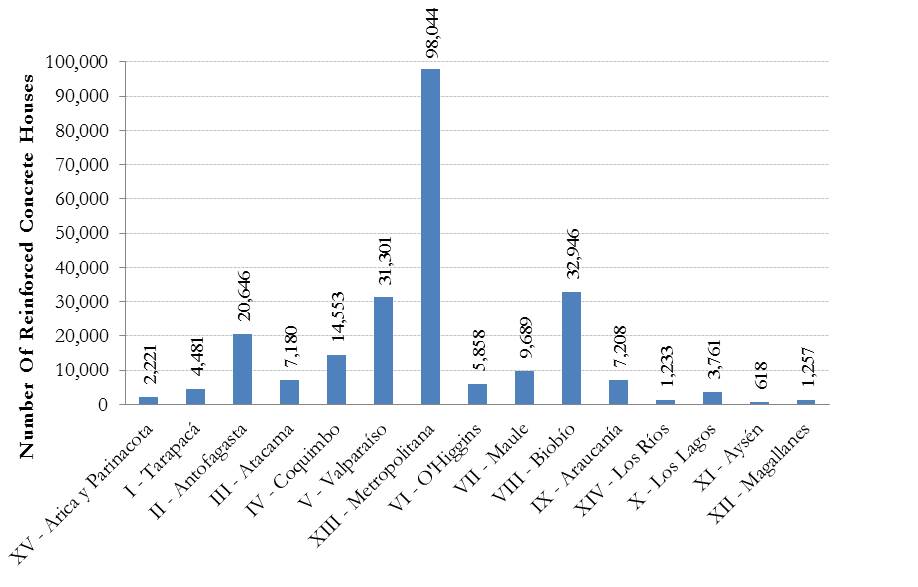 Number Of Reinforced Concrete Houses
100,000
90,000
80,000
70,000
60,000
50,000
40,000
30,000
20,000
10,000
0
2,221
4,481
20,646
7,180
14,553
31,301
98,044
5,858
9,689
32,946
7,208
1,233
3,761
618
1,257
XV - Arica y Parinacota
I - Tarapacá
II - Antofagasta
III - Atacama
IV - Coquimbo
V - Valparaíso
XIII - Metropolitana
VI - O'Higgins
VII - Maule
VIII - Biobío
IX - Araucanía
XIV - Los Ríos
X - Los Lagos
XI - Aysén
XII - Magallanes